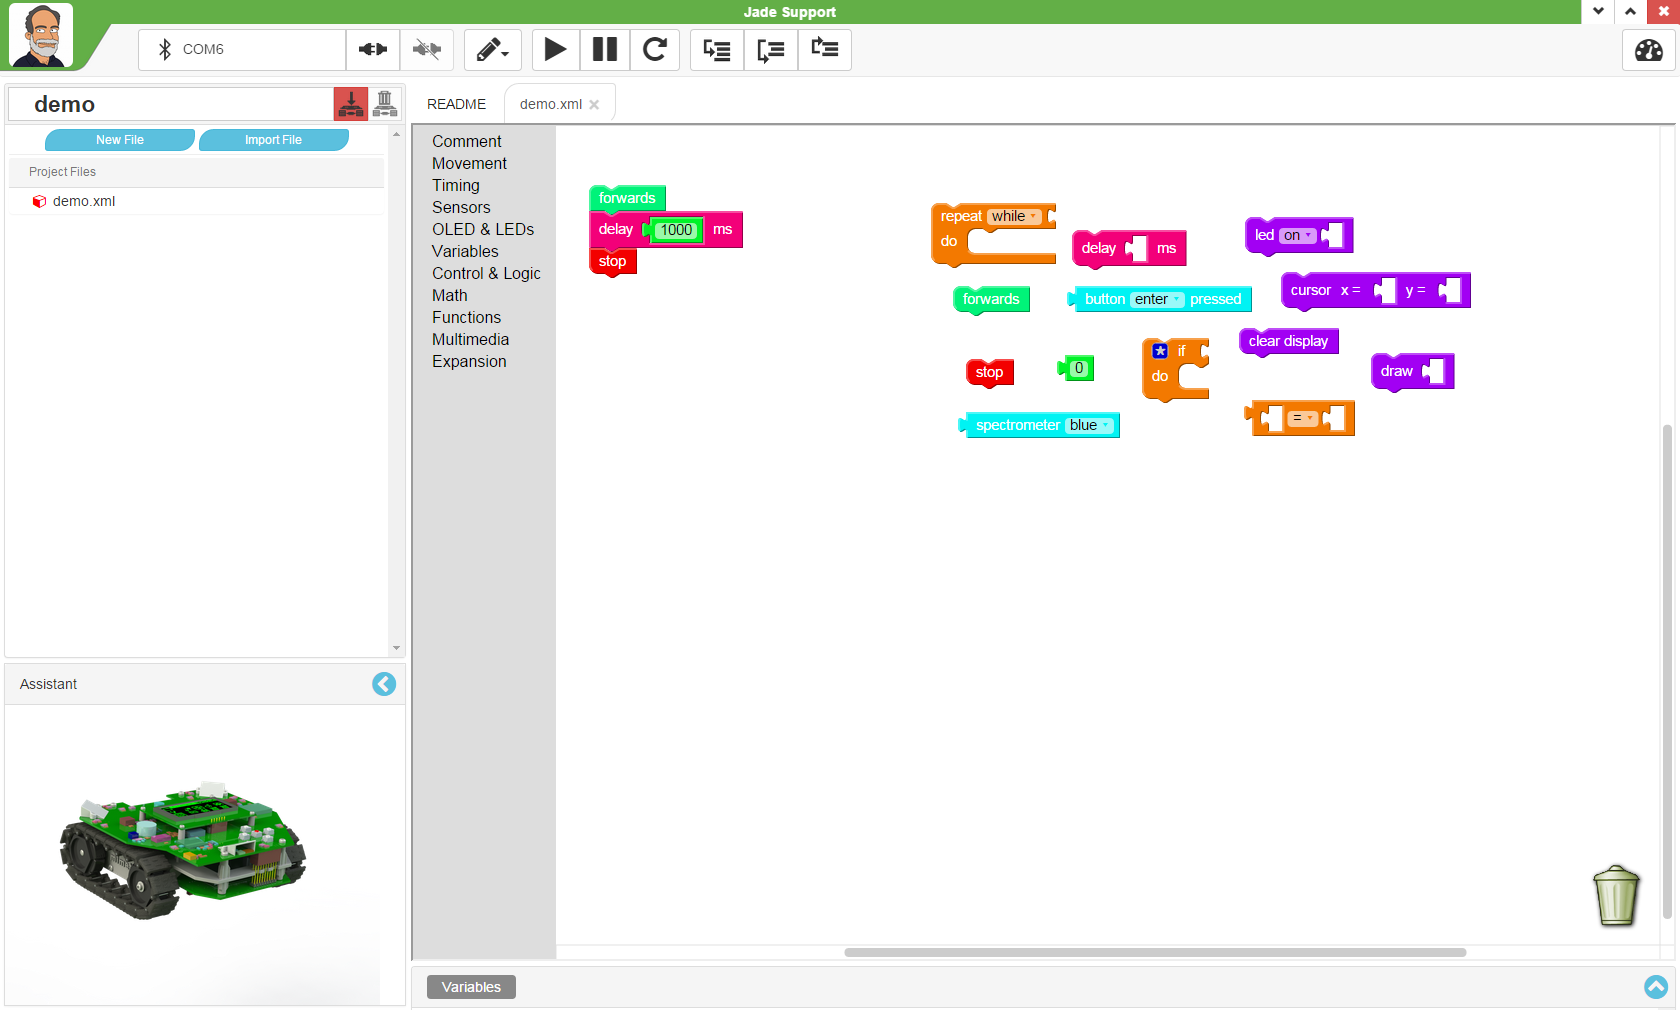 Jade Support
COM6
demo
README
demo.xml
New File
Import File
Project Files
demo.xml
Comment
Movement
Timing
Sensors
OLED & LEDs
Variables
Control & Logic
Math
Functions
Multimedia
Expansion
forwards
delay 1000 ms
stop
repeat while
do
delay ms
led on
forwards
button enter pressed
cursor x = y =
clear display
if
do
stop
0
draw
spectrometer blue
=
Assistant
Variables